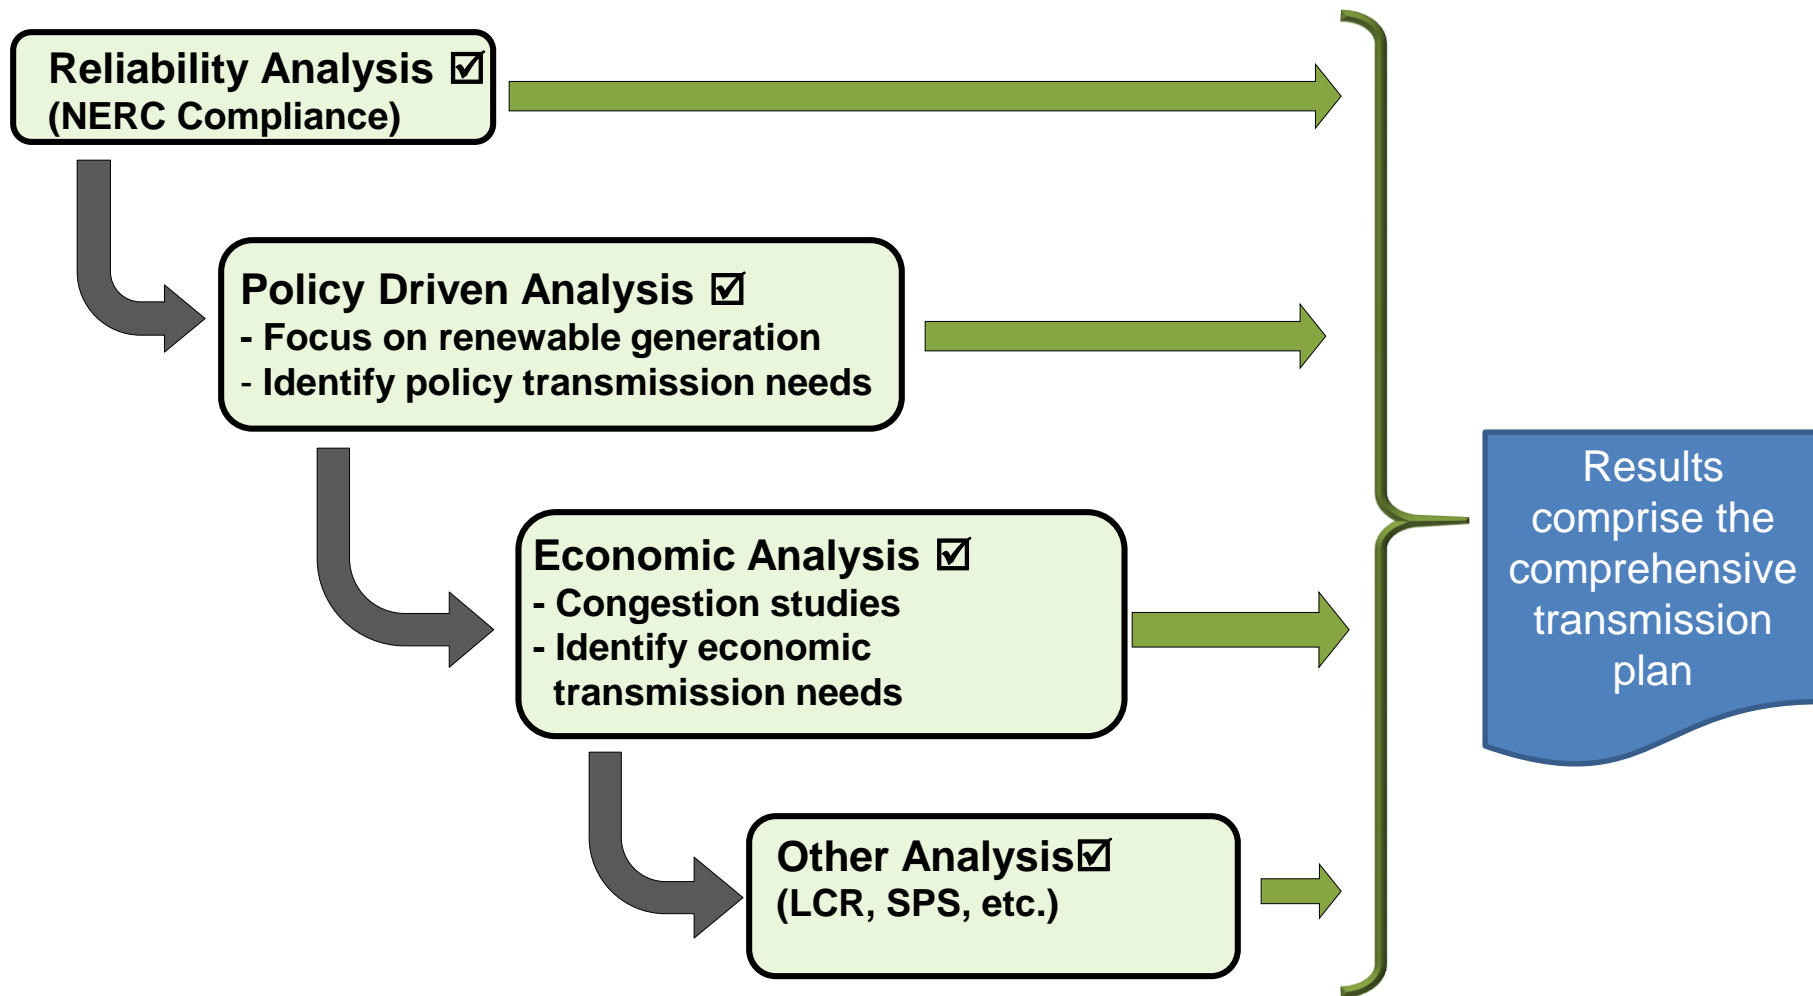 Reliability Analysis ☑
(NERC Compliance)
Policy Driven Analysis ☑
- Focus on renewable generation
- Identify policy transmission needs
Economic Analysis ☑
- Congestion studies
- Identify economic
transmission needs
Other Analysis☑
(LCR, SPS, etc.)
Results
comprise the
comprehensive
transmission
plan